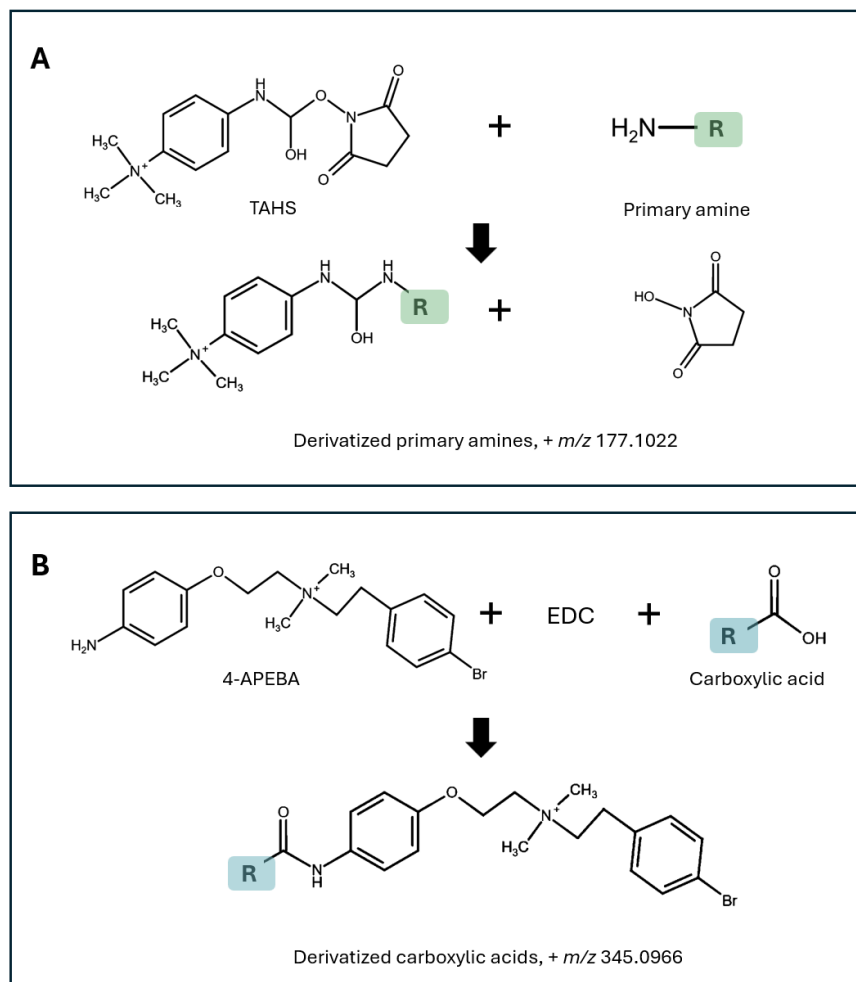 A
H
N
O
O
N
OH
O
H₃C
N⁺
H₃C
CH₃
TAHS
+
H₂N
R
Primary amine
H
N
H
N
R
OH
H₃C
N⁺
H₃C
CH₃
+
O
HO
N
O
Derivatized primary amines, + m/z 177.1022
B
O
CH₃
N⁺
H₃C
H₂N
Br
4-APEBA
+
EDC
+
O
R
OH
Carboxylic acid
O
R
N
H
O
CH₃
N⁺
H₃C
Br
Derivatized carboxylic acids, + m/z 345.0966